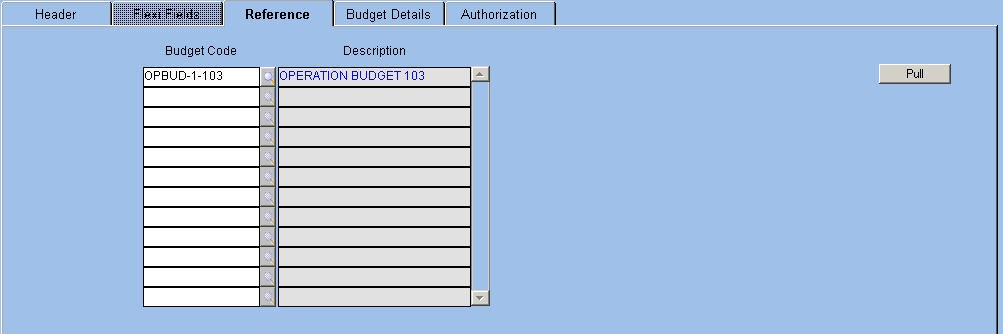 Header Flexi Fields Reference Budget Details Authorization
Budget Code Description
OPBUD-1-103 OPERATION BUDGET 103
Pull